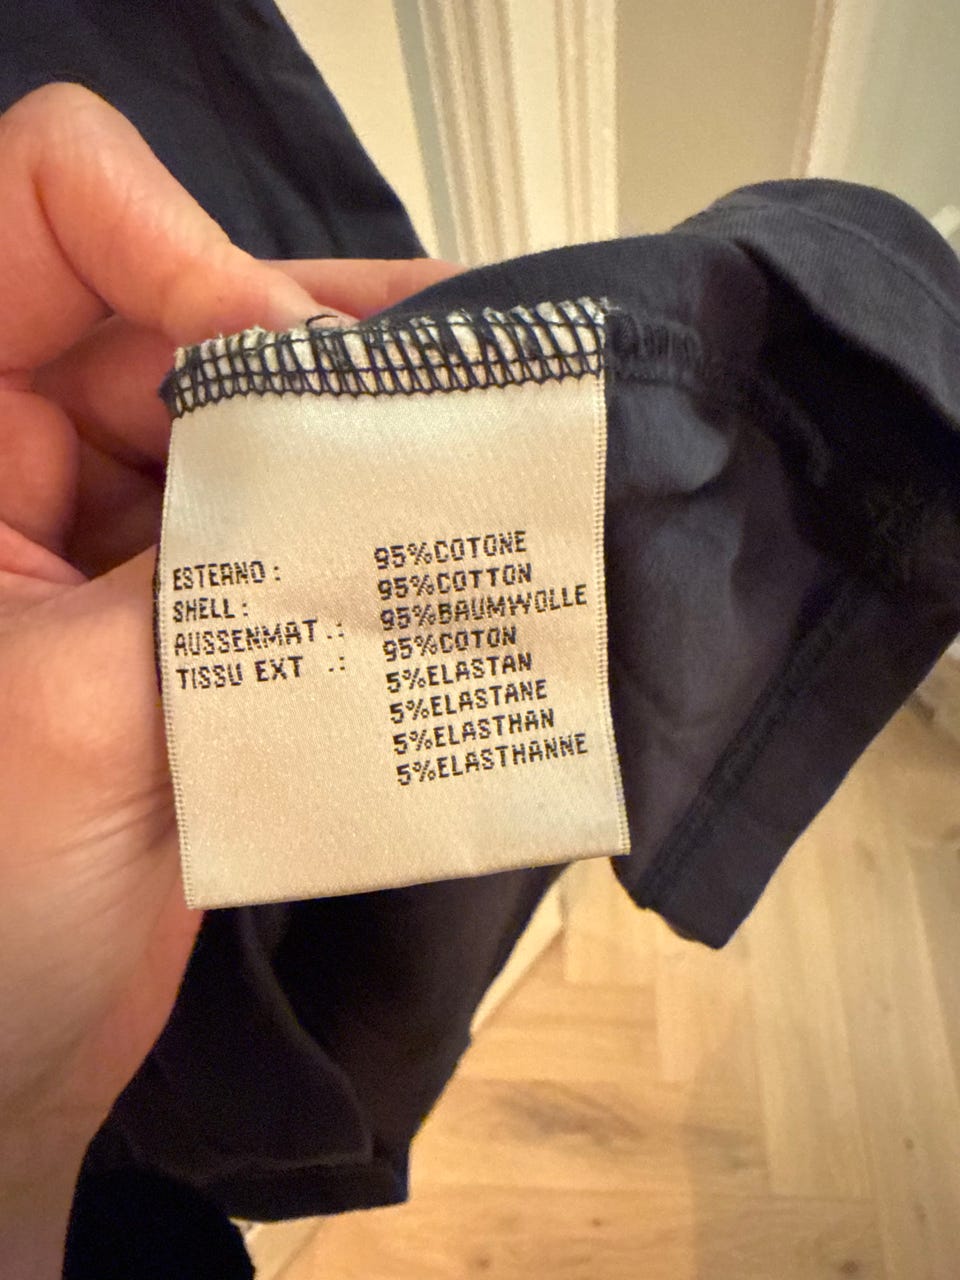 ESTERNO : 95%COTONE
SHELL : 95%COTTON
AUSSENMAT .: 95%BAUMWOLLE
TISSU EXT .: 95%COTON
5%ELASTAN
5%ELASTANE
5%ELASTHAN
5%ELASTHANNE